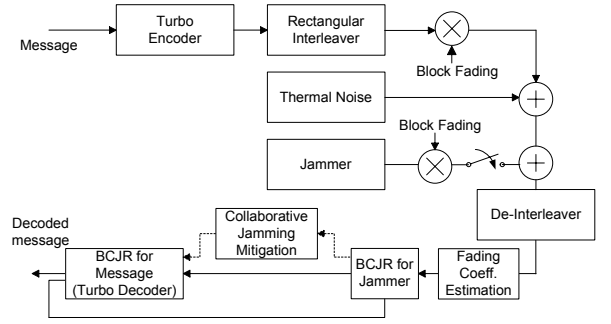 Message
Turbo
Encoder
Rectangular
Interleaver
Block Fading
Thermal Noise
Block Fading
Jammer
De-Interleaver
Decoded
message
Collaborative
Jamming
Mitigation
BCJR for
Message
(Turbo Decoder)
BCJR for
Jammer
Fading
Coeff.
Estimation